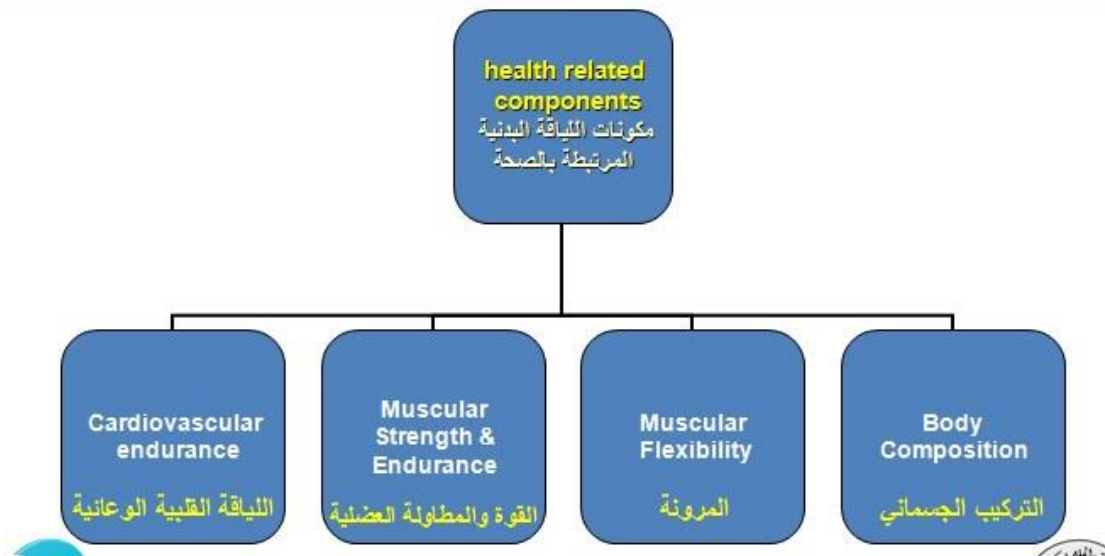 health related
components
مكونات اللياقة البدنية
المرتبطة بالصحة
Cardiovascular
endurance
اللياقة القلبية الوعائية
Muscular
Strength &
Endurance
القوة والمطاولة العضلية
Muscular
Flexibility
المرونة
Body
Composition
التركيب الجسماني